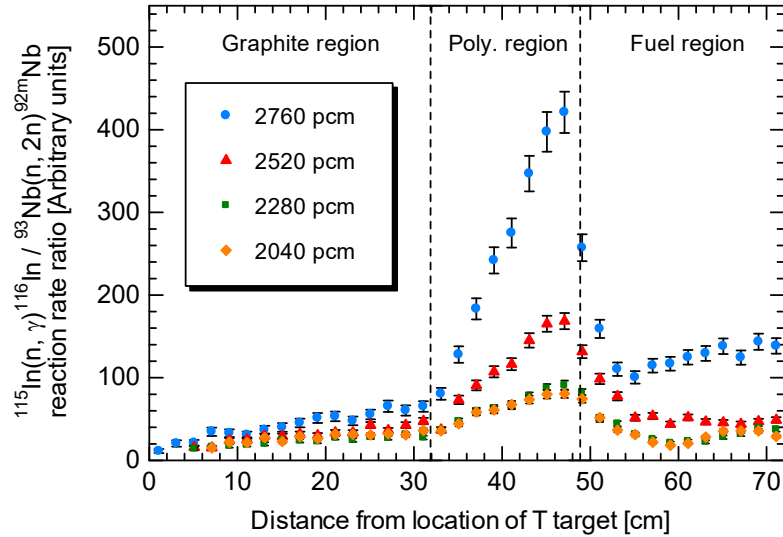 ¹¹⁵In(n, γ)¹¹⁶In / ⁹³Nb(n, 2n)⁹²ᵐNb
reaction rate ratio [Arbitrary units]
500
400
300
200
100
0
Graphite region
Poly. region
Fuel region
2760 pcm
2520 pcm
2280 pcm
2040 pcm
0 10 20 30 40 50 60 70
Distance from location of T target [cm]